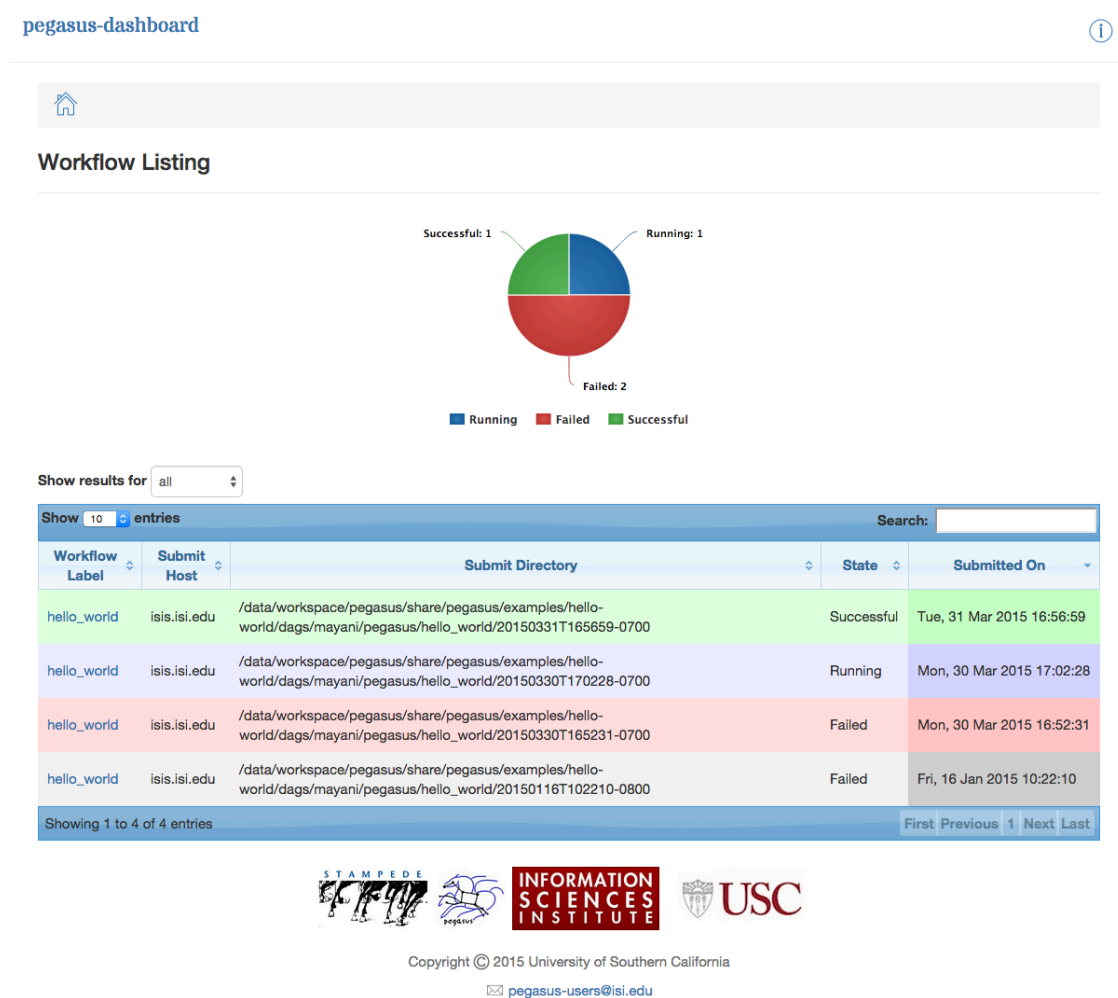 pegasus-dashboard
i
Workflow Listing
Successful: 1
Running: 1
Failed: 2
Running Failed Successful
Show results for all
Show 10 entries Search:
Workflow Label Submit Host Submit Directory State Submitted On
hello_world isis.isi.edu /data/workspace/pegasus/share/pegasus/examples/hello-
world/dags/mayani/pegasus/hello_world/20150331T165659-0700 Successful Tue, 31 Mar 2015 16:56:59
hello_world isis.isi.edu /data/workspace/pegasus/share/pegasus/examples/hello-
world/dags/mayani/pegasus/hello_world/20150330T170228-0700 Running Mon, 30 Mar 2015 17:02:28
hello_world isis.isi.edu /data/workspace/pegasus/share/pegasus/examples/hello-
world/dags/mayani/pegasus/hello_world/20150330T165231-0700 Failed Mon, 30 Mar 2015 16:52:31
hello_world isis.isi.edu /data/workspace/pegasus/share/pegasus/examples/hello-
world/dags/mayani/pegasus/hello_world/20150116T102210-0800 Failed Fri, 16 Jan 2015 10:22:10
Showing 1 to 4 of 4 entries First Previous 1 Next Last
STAMPEDE
pegasus
INFORMATION
SCIENCES
INSTITUTE
USC
Copyright © 2015 University of Southern California
pegasus-users@isi.edu